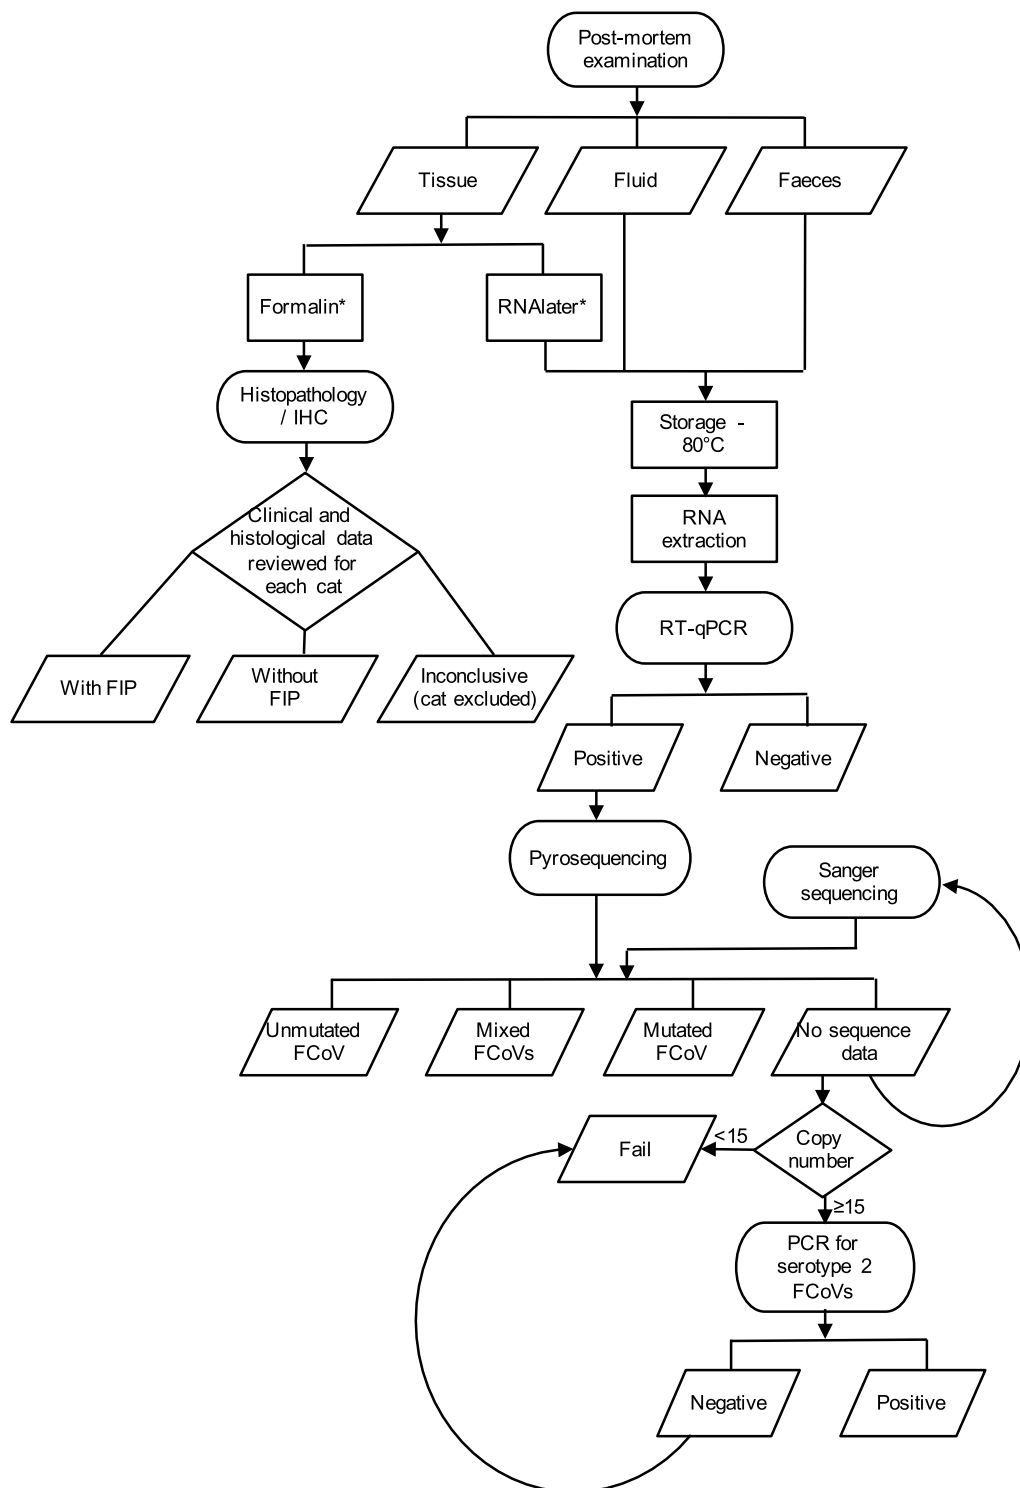 Post-mortem
examination
Tissue
Fluid
Faeces
Formalin*
RNAlater*
Histopathology
/ IHC
Storage -
80°C
Clinical and
histological data
reviewed for
each cat
RNA
extraction
RT-qPCR
With FIP
Without
FIP
Inconclusive
(cat excluded)
Positive
Negative
Pyrosequencing
Sanger
sequencing
Unmutated
FCoV
Mixed
FCoVs
Mutated
FCoV
No sequence
data
Fail
<15
Copy
number
≥15
PCR for
serotype 2
FCoVs
Negative
Positive